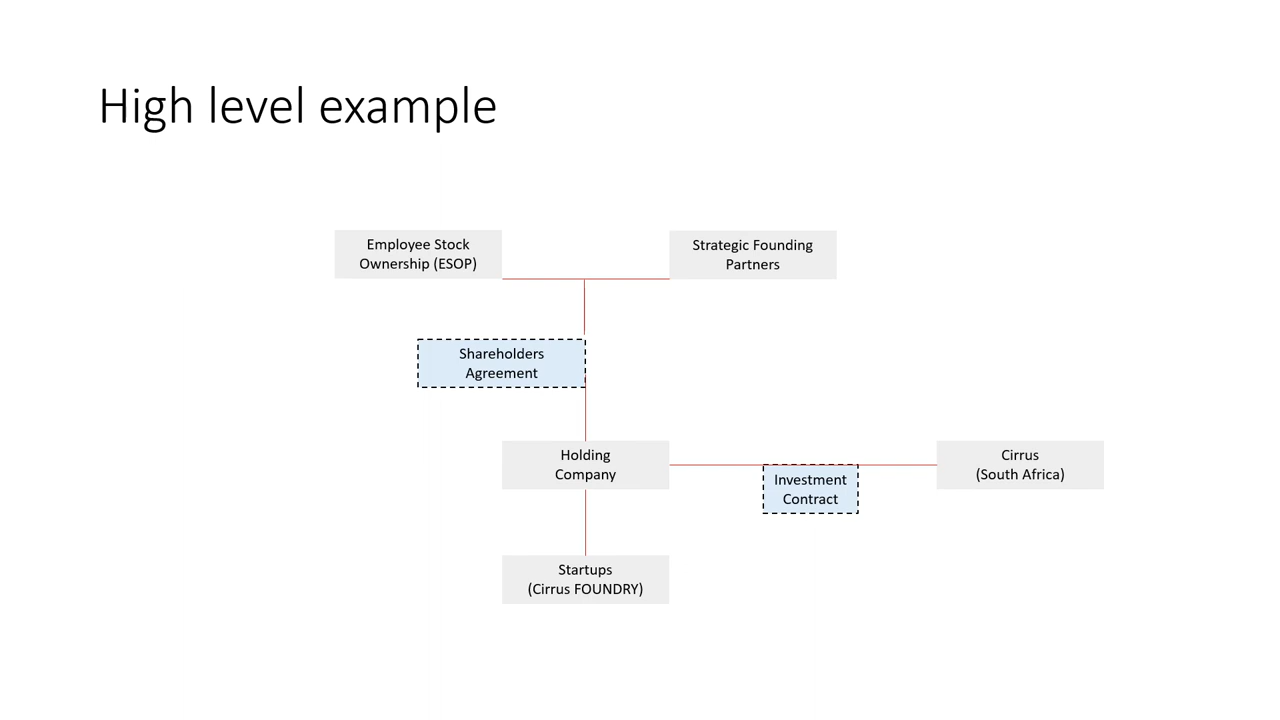 High level example
Employee Stock
Ownership (ESOP)
Strategic Founding
Partners
Shareholders
Agreement
Holding
Company
Investment
Contract
Cirrus
(South Africa)
Startups
(Cirrus FOUNDRY)